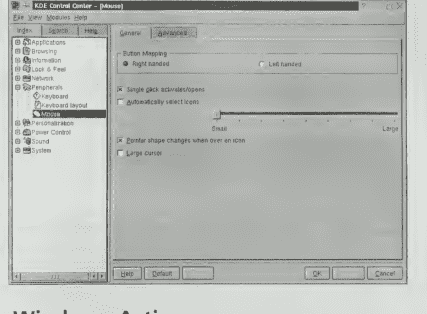 KDE Control Center - [Mouse]
File View Modules Help
Index Search Help
Applications
Browsing
Information
Look & Feel
Network
Peripherals
Keyboard
Keyboard layout
Mouse
Personalization
Power Control
Sound
System
General Advanced
Button Mapping
Right handed Left handed
Single click activates/opens
Automatically select icons
Small Large
Pointer shape changes when over an icon
Large cursor
Help Default OK Cancel